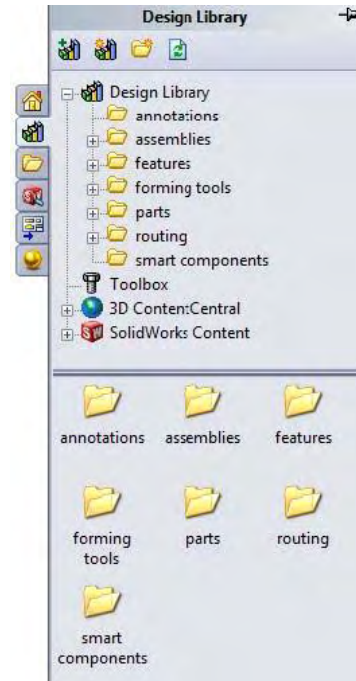 Design Library
Design Library
annotations
assemblies
features
forming tools
parts
routing
smart components
Toolbox
3D ContentCentral
SolidWorks Content
annotations assemblies features
forming tools parts routing
smart components